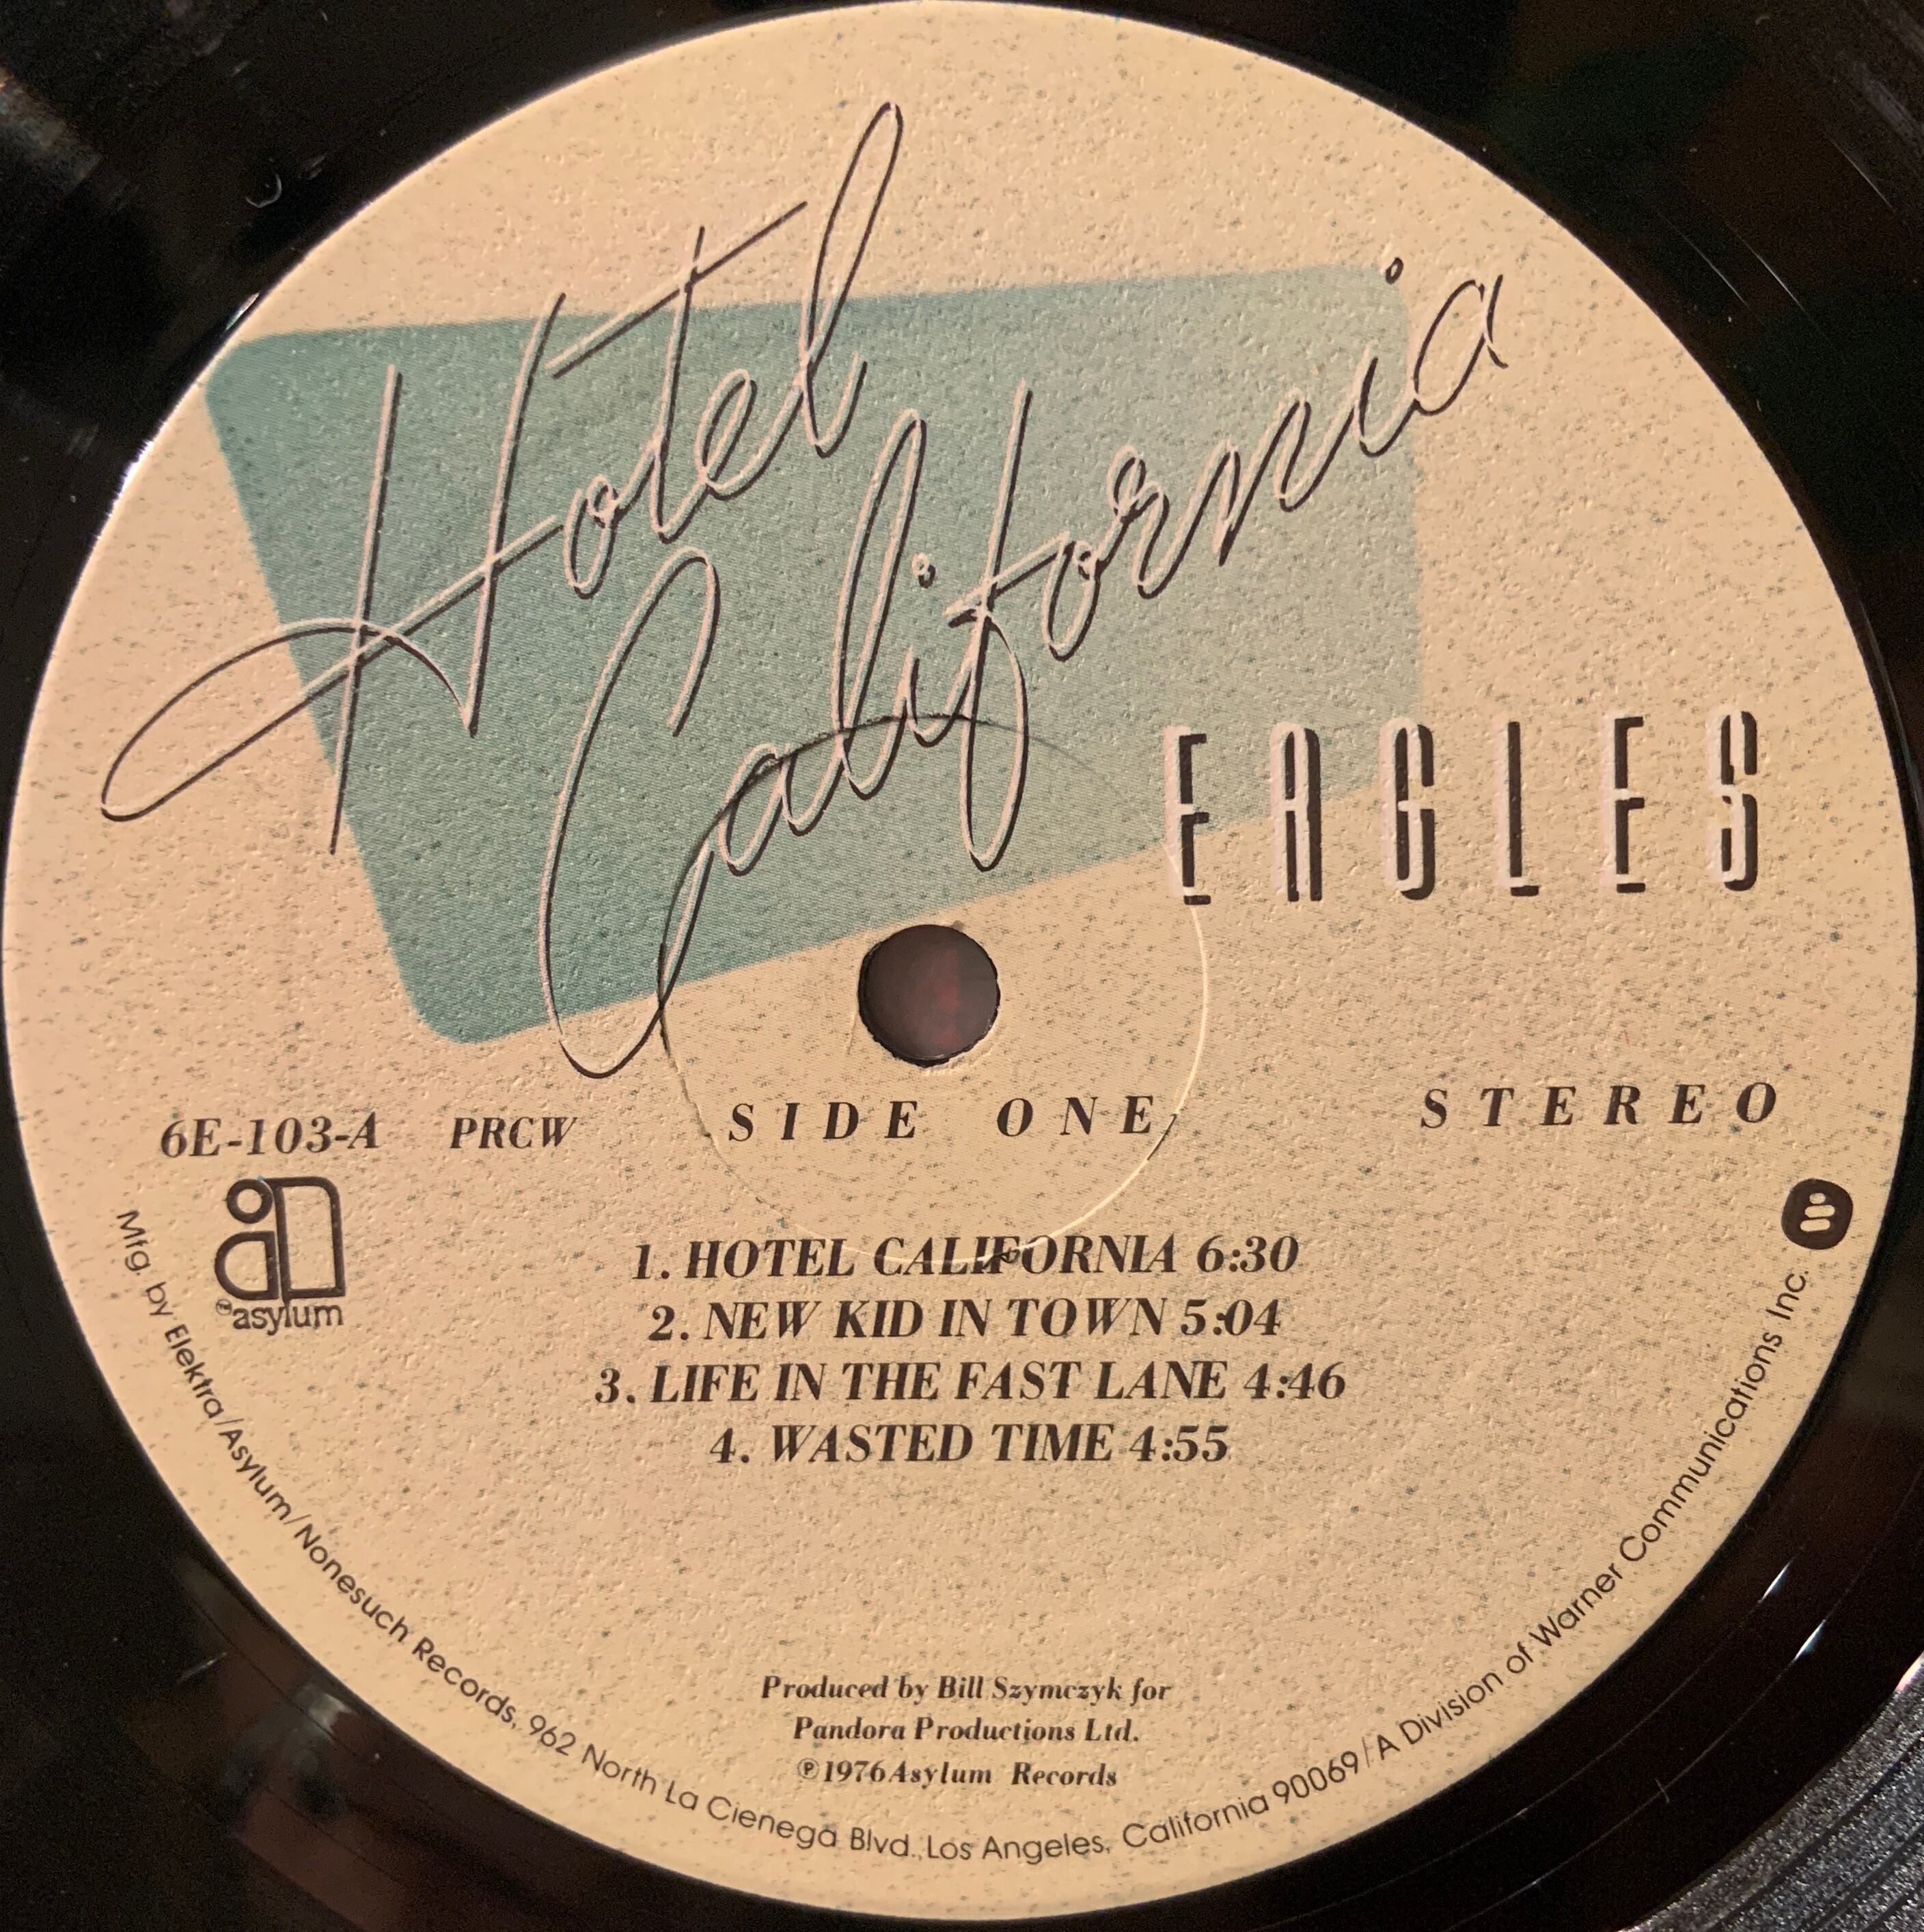 Hotel
California
EAGLES
6E-103-A PRCW SIDE ONE STEREO
asylum
1. HOTEL CALIFORNIA 6:30
2. NEW KID IN TOWN 5:04
3. LIFE IN THE FAST LANE 4:46
4. WASTED TIME 4:55
Produced by Bill Szymczyk for
Pandora Productions Ltd.
℗1976 Asylum Records
Mfg. by Elektra/Asylum/Nonesuch Records, 962 North La Cienega Blvd., Los Angeles, California 90069/A Division of Warner Communications Inc.